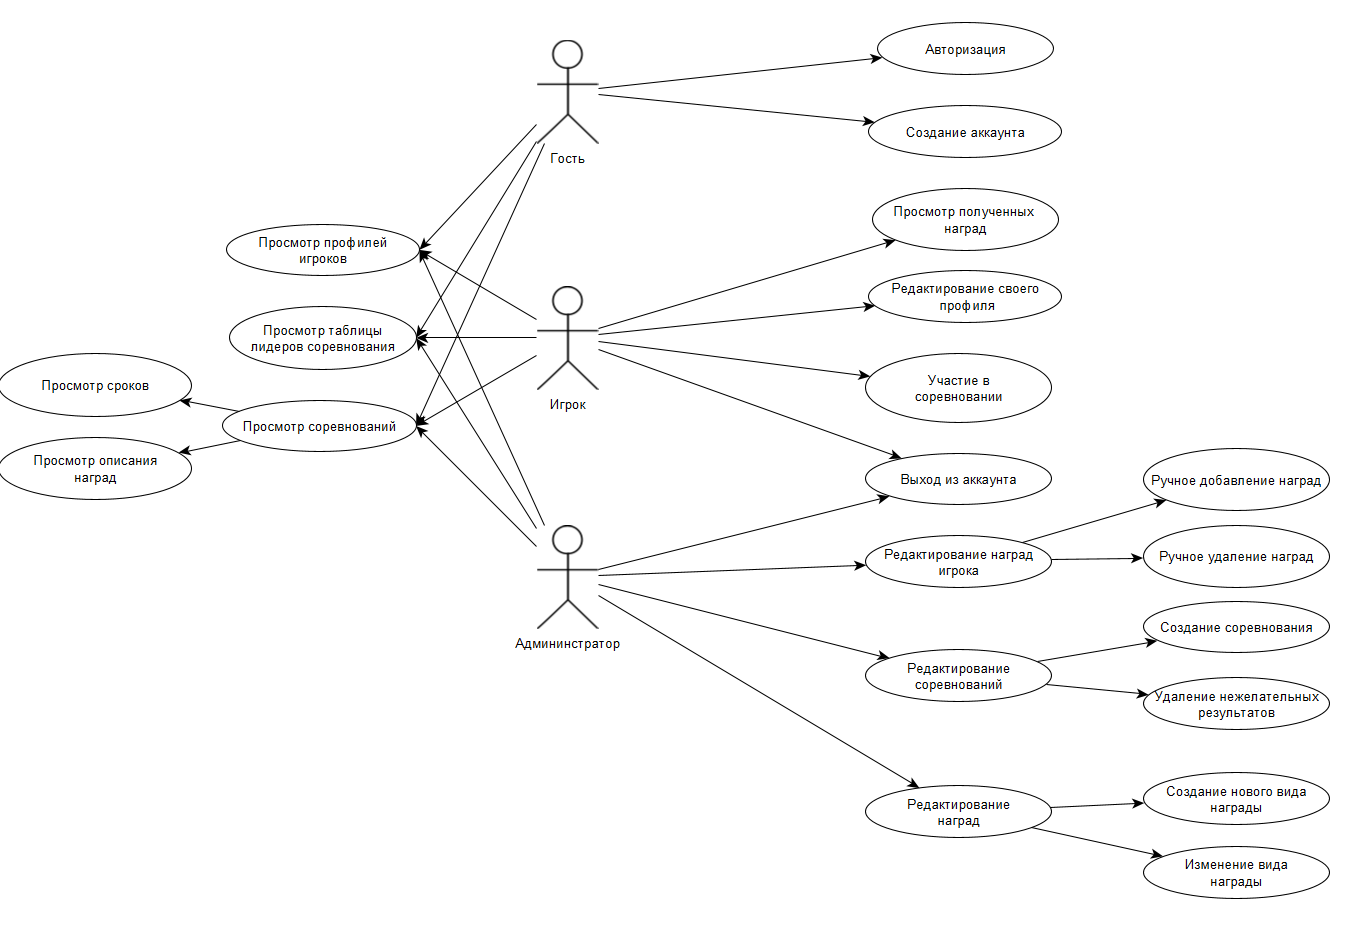 Авторизация
Создание аккаунта
Гость
Просмотр полученных
наград
Просмотр профилей
игроков
Редактирование своего
профиля
Просмотр таблицы
лидеров соревнования
Игрок
Участие в
соревновании
Просмотр сроков
Просмотр соревнований
Просмотр описания
наград
Выход из аккаунта
Ручное добавление наград
Редактирование наград
игрока
Ручное удаление наград
Админинстратор
Создание соревнования
Редактирование
соревнований
Удаление нежелательных
результатов
Редактирование
наград
Создание нового вида
награды
Изменение вида
награды